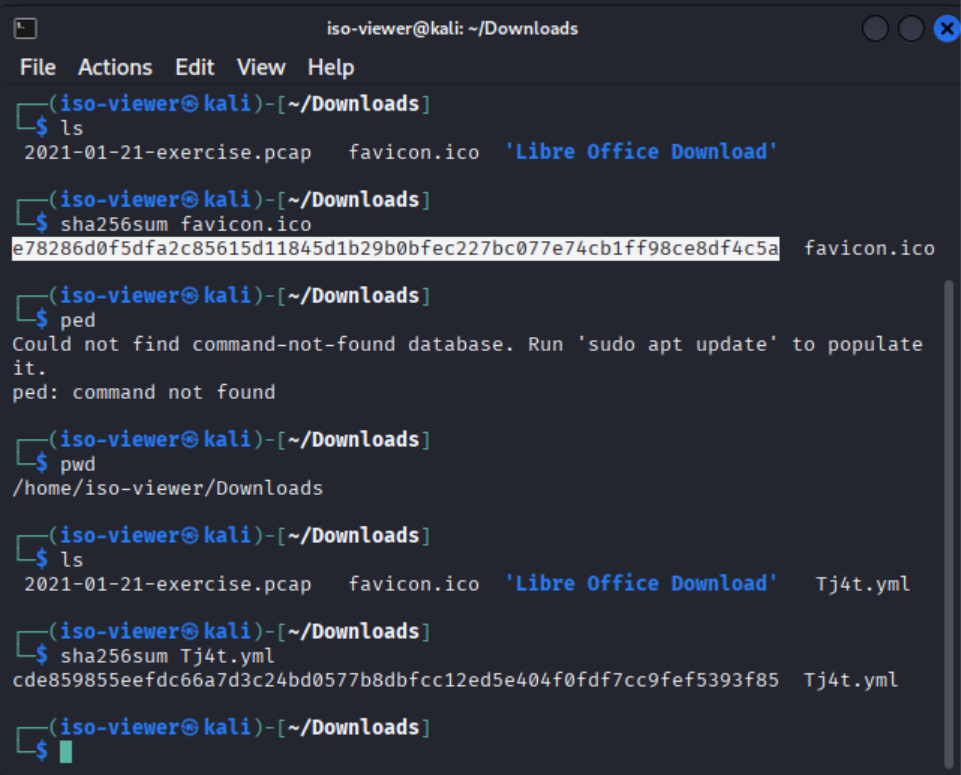 iso-viewer@kali: ~/Downloads
File Actions Edit View Help
┌──(iso-viewer㉿kali)-[~/Downloads]
└─$ ls
2021-01-21-exercise.pcap favicon.ico 'Libre Office Download'
┌──(iso-viewer㉿kali)-[~/Downloads]
└─$ sha256sum favicon.ico
e78286d0f5dfa2c85615d11845d1b29b0bfec227bc077e74cb1ff98ce8df4c5a favicon.ico
┌──(iso-viewer㉿kali)-[~/Downloads]
└─$ ped
Could not find command-not-found database. Run 'sudo apt update' to populate
it.
ped: command not found
┌──(iso-viewer㉿kali)-[~/Downloads]
└─$ pwd
/home/iso-viewer/Downloads
┌──(iso-viewer㉿kali)-[~/Downloads]
└─$ ls
2021-01-21-exercise.pcap favicon.ico 'Libre Office Download' Tj4t.yml
┌──(iso-viewer㉿kali)-[~/Downloads]
└─$ sha256sum Tj4t.yml
cde859855eefdc66a7d3c24bd0577b8dbfcc12ed5e404f0fdf7cc9fef5393f85 Tj4t.yml
┌──(iso-viewer㉿kali)-[~/Downloads]
└─$